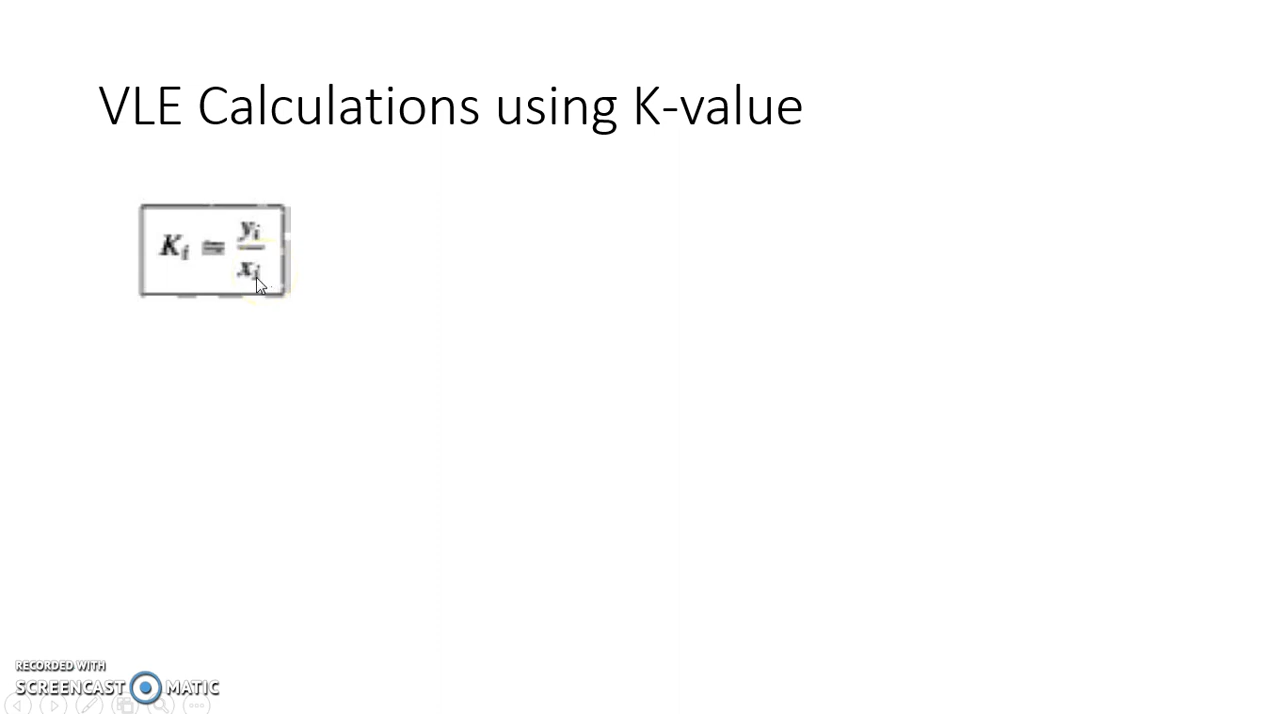 VLE Calculations using K-value
Kᵢ ≡ yᵢ / xᵢ
RECORDED WITH
SCREENCAST MATIC